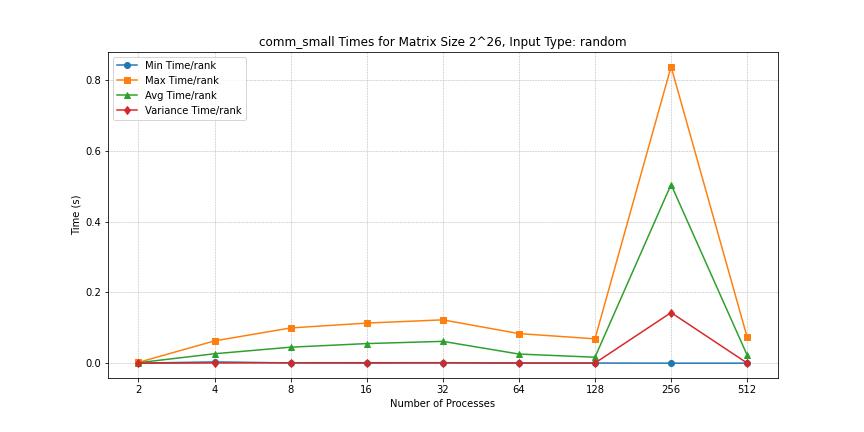 comm_small Times for Matrix Size 2^26, Input Type: random
Min Time/rank
Max Time/rank
Avg Time/rank
Variance Time/rank
0.8
0.6
0.4
0.2
0.0
Time (s)
2 4 8 16 32 64 128 256 512
Number of Processes